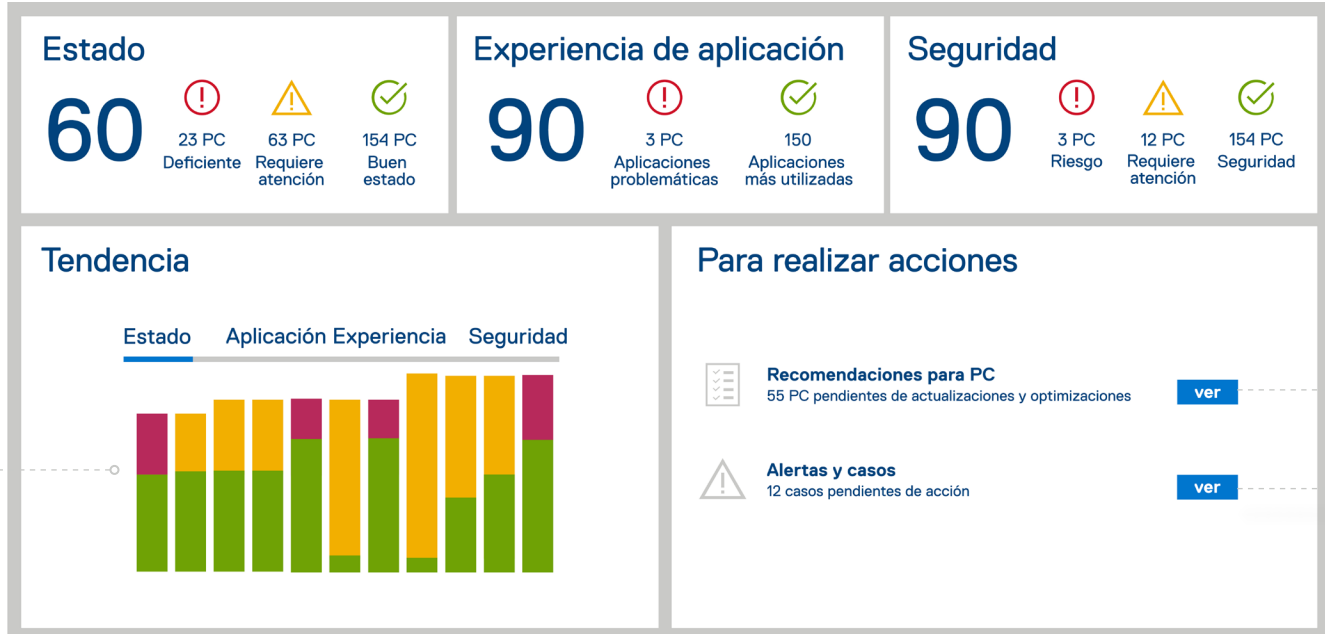 Estado
60
23 PC
Deficiente
63 PC
Requiere
atención
154 PC
Buen
estado
Experiencia de aplicación
90
3 PC
Aplicaciones
problemáticas
150
Aplicaciones
más utilizadas
Seguridad
90
3 PC
Riesgo
12 PC
Requiere
atención
154 PC
Seguridad
Tendencia
Estado
Aplicación Experiencia
Seguridad
Para realizar acciones
Recomendaciones para PC
55 PC pendientes de actualizaciones y optimizaciones
ver
Alertas y casos
12 casos pendientes de acción
ver